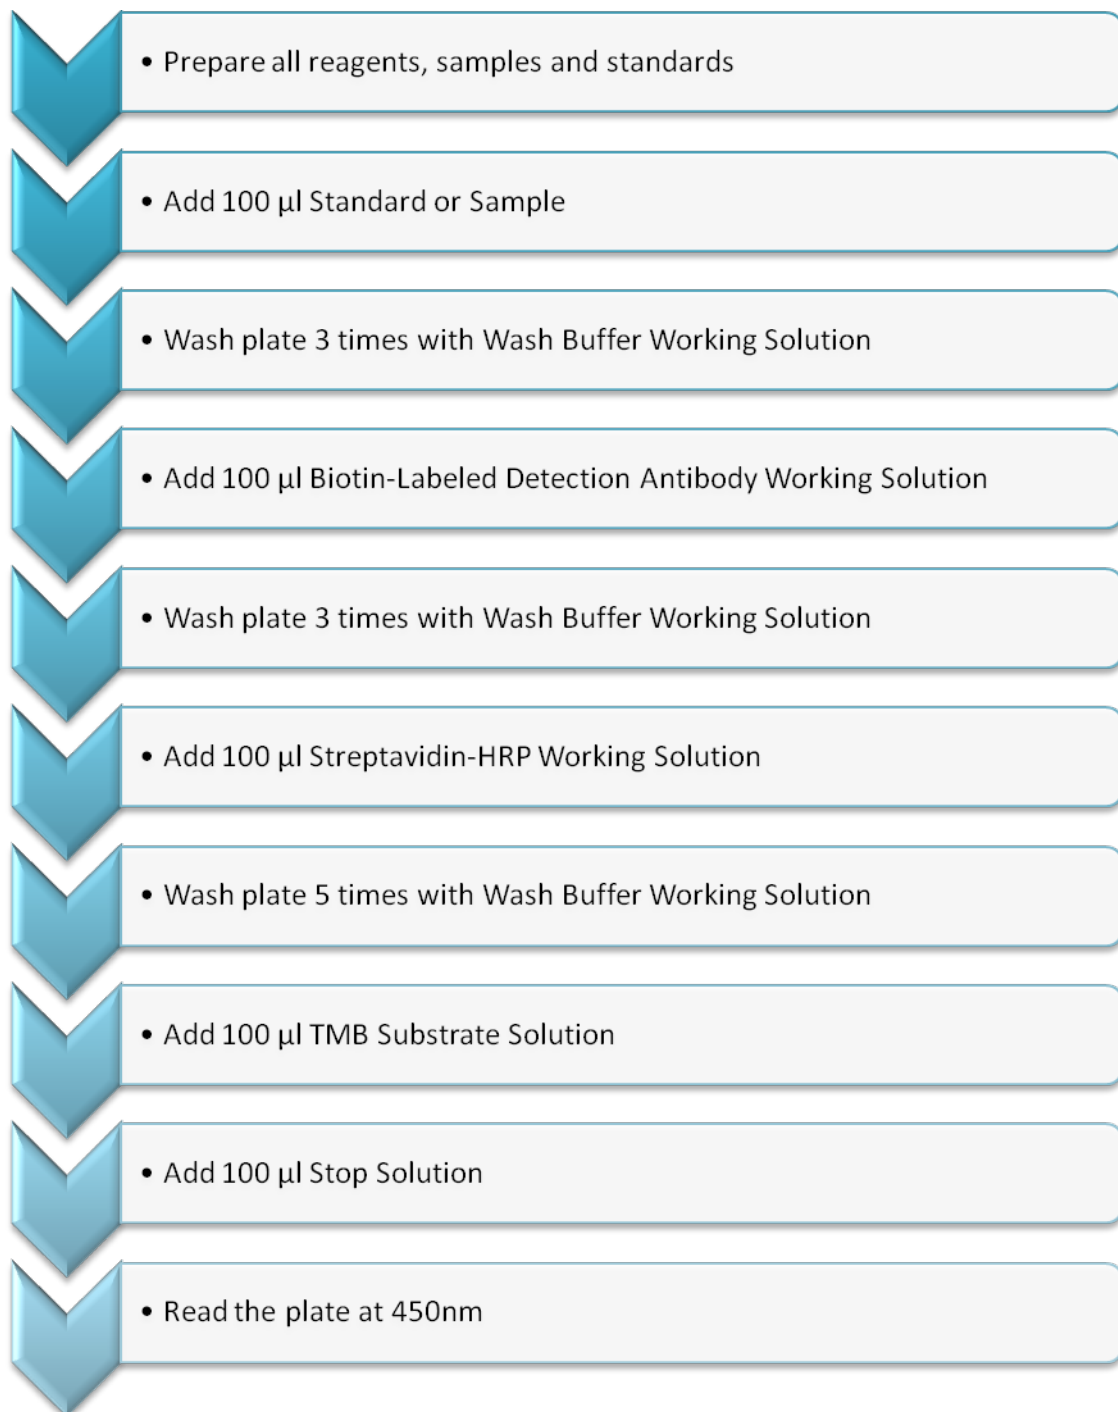 • Prepare all reagents, samples and standards
• Add 100 µl Standard or Sample
• Wash plate 3 times with Wash Buffer Working Solution
• Add 100 µl Biotin-Labeled Detection Antibody Working Solution
• Wash plate 3 times with Wash Buffer Working Solution
• Add 100 µl Streptavidin-HRP Working Solution
• Wash plate 5 times with Wash Buffer Working Solution
• Add 100 µl TMB Substrate Solution
• Add 100 µl Stop Solution
• Read the plate at 450nm